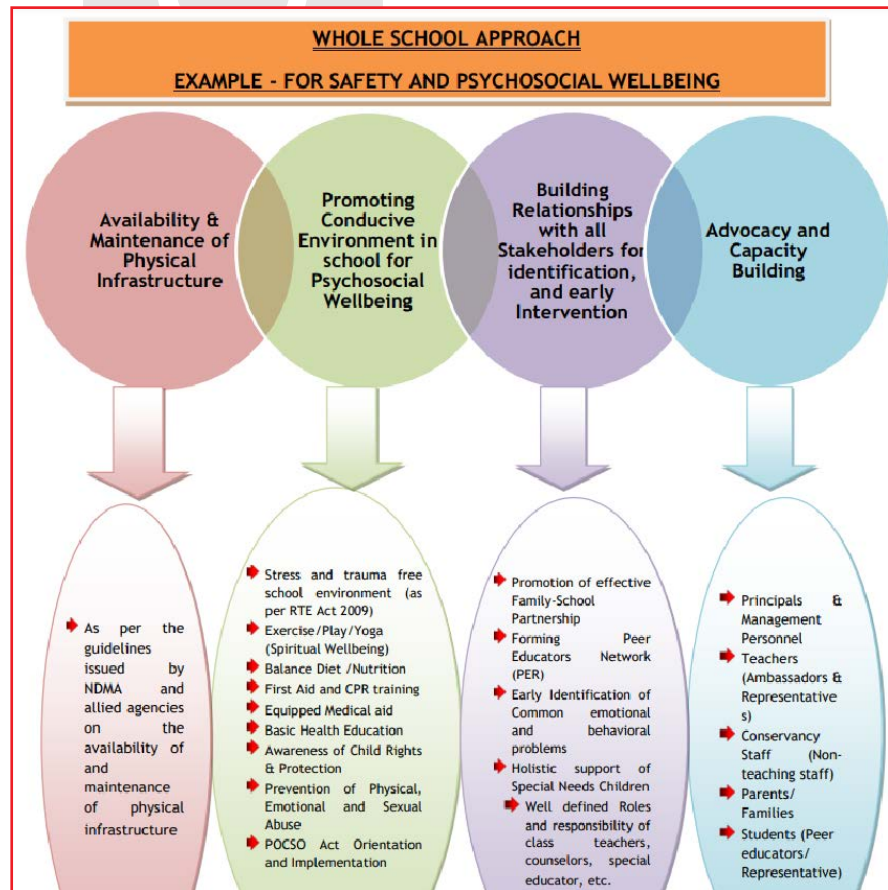 WHOLE SCHOOL APPROACH
EXAMPLE - FOR SAFETY AND PSYCHOSOCIAL WELLBEING
Availability &
Maintenance of
Physical
Infrastructure
Promoting
Conducive
Environment in
school for
Psychosocial
Wellbeing
Building
Relationships
with all
Stakeholders for
identification,
and early
Intervention
Advocacy and
Capacity
Building
As per the
guidelines
issued by
NDMA and
allied agencies
on the
availability of
and
maintenance
of physical
infrastructure
Stress and trauma free
school environment (as
per RTE Act 2009)
Exercise/Play/Yoga
(Spiritual Wellbeing)
Balance Diet /Nutrition
First Aid and CPR training
Equipped Medical aid
Basic Health Education
Awareness of Child Rights
& Protection
Prevention of Physical,
Emotional and Sexual
Abuse
POCSO Act Orientation
and Implementation
Promotion of effective
Family-School
Partnership
Forming Peer
Educators Network
(PER)
Early Identification of
Common emotional
and behavioral
problems
Holistic support of
Special Needs Children
Well defined Roles
and responsibility of
class teachers,
counselors, special
educator, etc.
Principals &
Management
Personnel
Teachers
(Ambassadors &
Representative
s)
Conservancy
Staff (Non-
teaching staff)
Parents/
Families
Students (Peer
educators/
Representative)